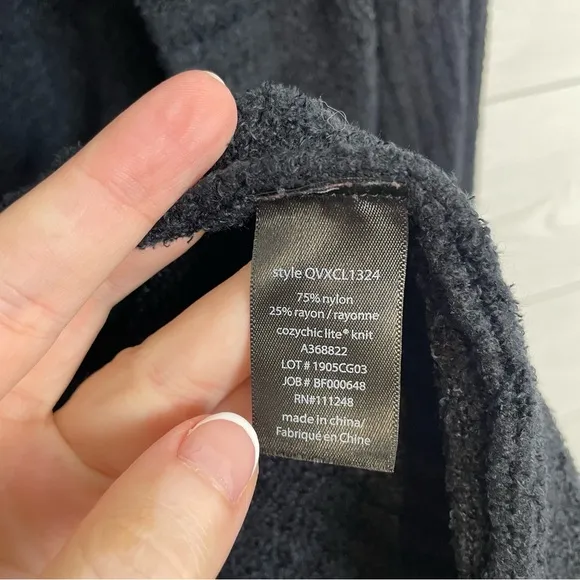 style QVXCL1324
75% nylon
25% rayon / rayonne
cozychic lite® knit
A368822
LOT # 1905CG03
JOB # BF000648
RN#111248
made in china/
Fabriqué en Chine